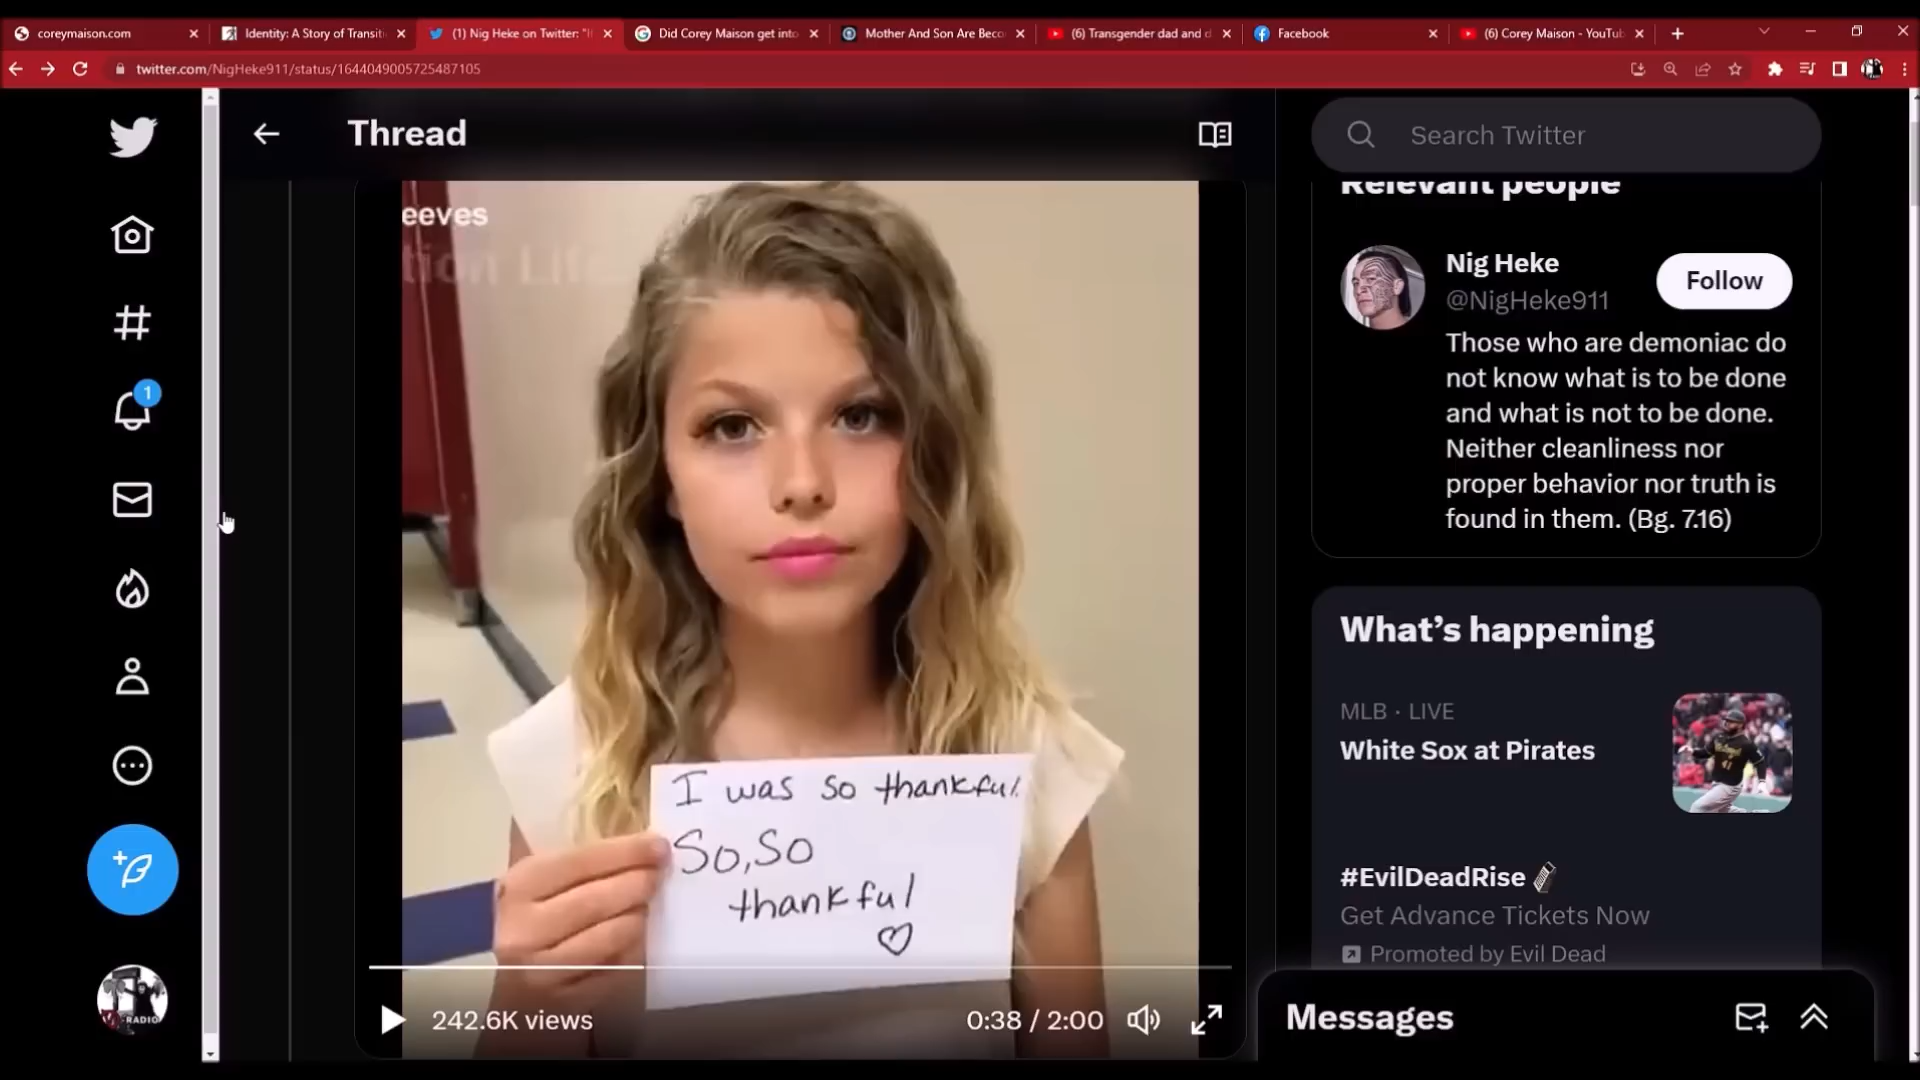 coreymaison.com
Identity: A Story of Transiti
(1) Nig Heke on Twitter: "I
Did Corey Maison get into
Mother And Son Are Beco
(6) Transgender dad and d
Facebook
(6) Corey Maison - YouTub
twitter.com/NigHeke911/status/1644049005725487105
Thread
Search Twitter
Relevant people
eeves
tion Life
Nig Heke
@NigHeke911
Follow
Those who are demoniac do
not know what is to be done
and what is not to be done.
Neither cleanliness nor
proper behavior nor truth is
found in them. (Bg. 7.16)
1
What's happening
MLB · LIVE
White Sox at Pirates
I was so thankful.
So, So
thankful
#EvilDeadRise
Get Advance Tickets Now
Promoted by Evil Dead
RADIO
242.6K views
0:38 / 2:00
Messages